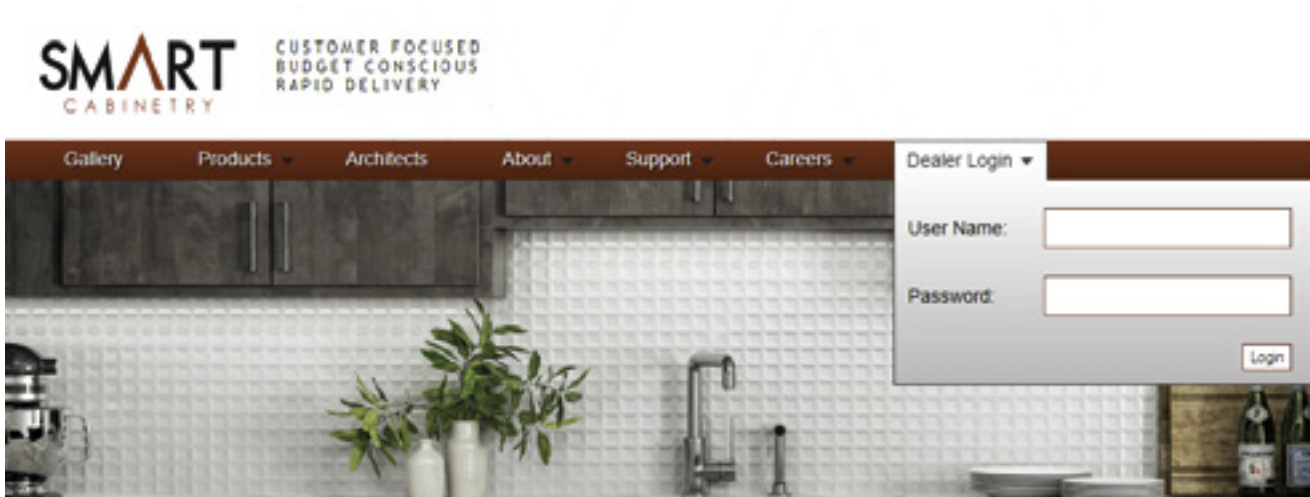 SMART
CABINETRY
CUSTOMER FOCUSED
BUDGET CONSCIOUS
RAPID DELIVERY
Gallery Products Architects About Support Careers Dealer Login
User Name:
Password:
Login